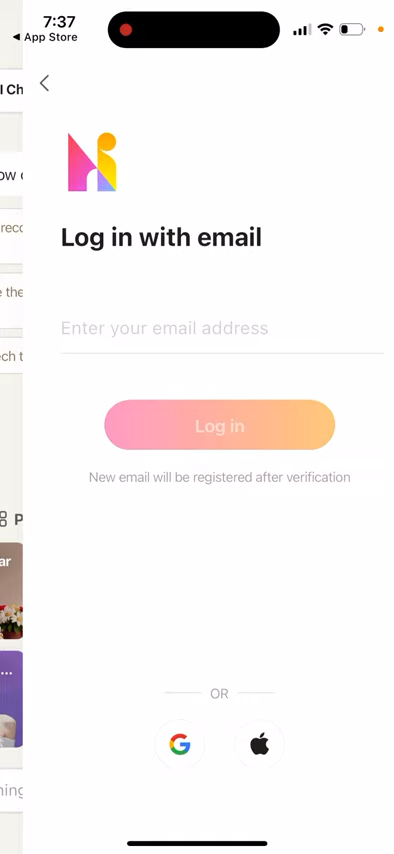 7:37
◀ App Store
Log in with email
Enter your email address
Log in
New email will be registered after verification
OR